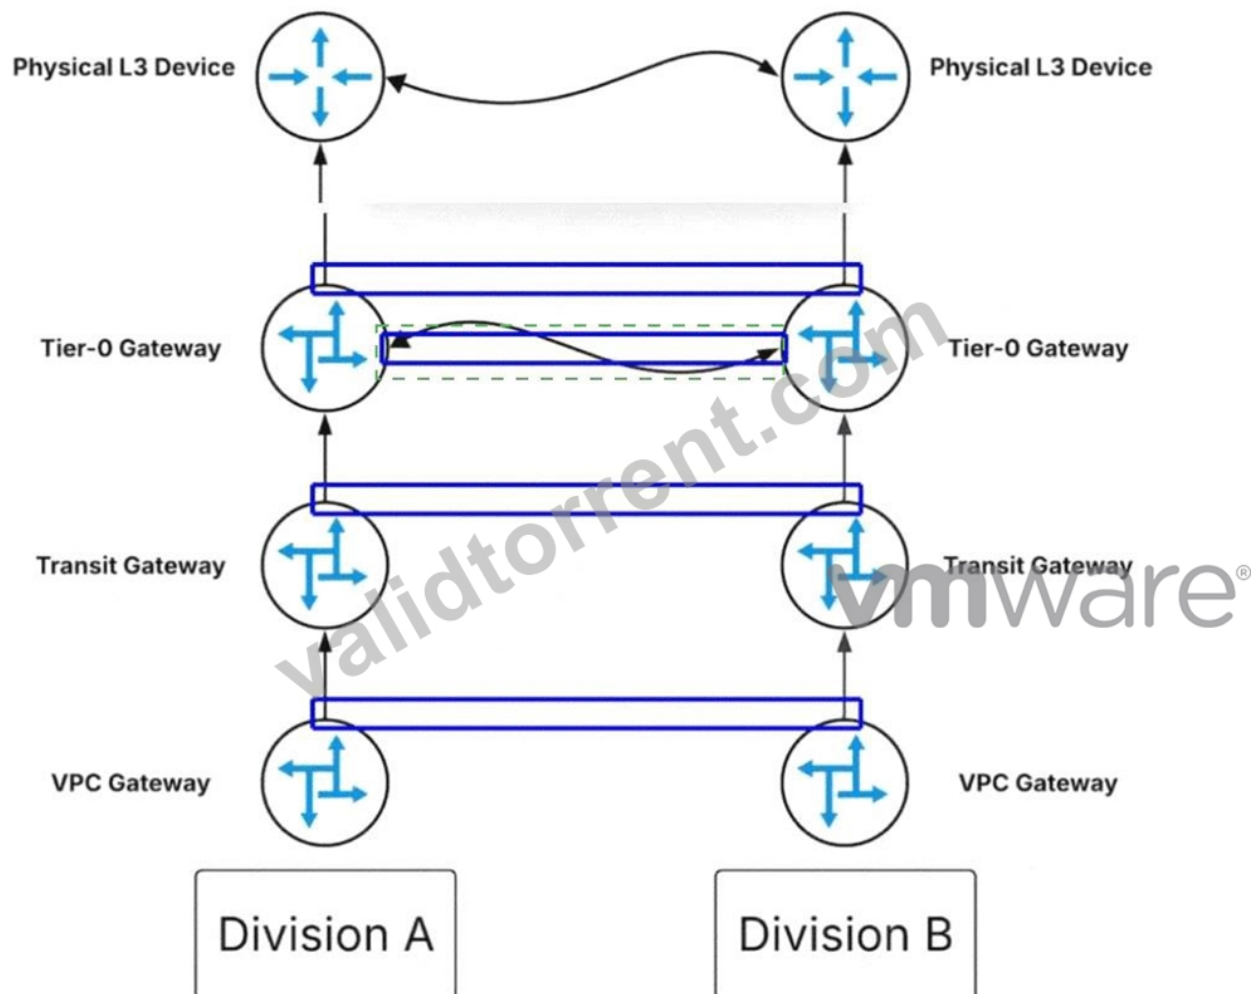 Physical L3 Device
Physical L3 Device
Tier-0 Gateway
Tier-0 Gateway
validtorrent.com
Transit Gateway
Transit Gateway
vmware®
VPC Gateway
VPC Gateway
Division A
Division B